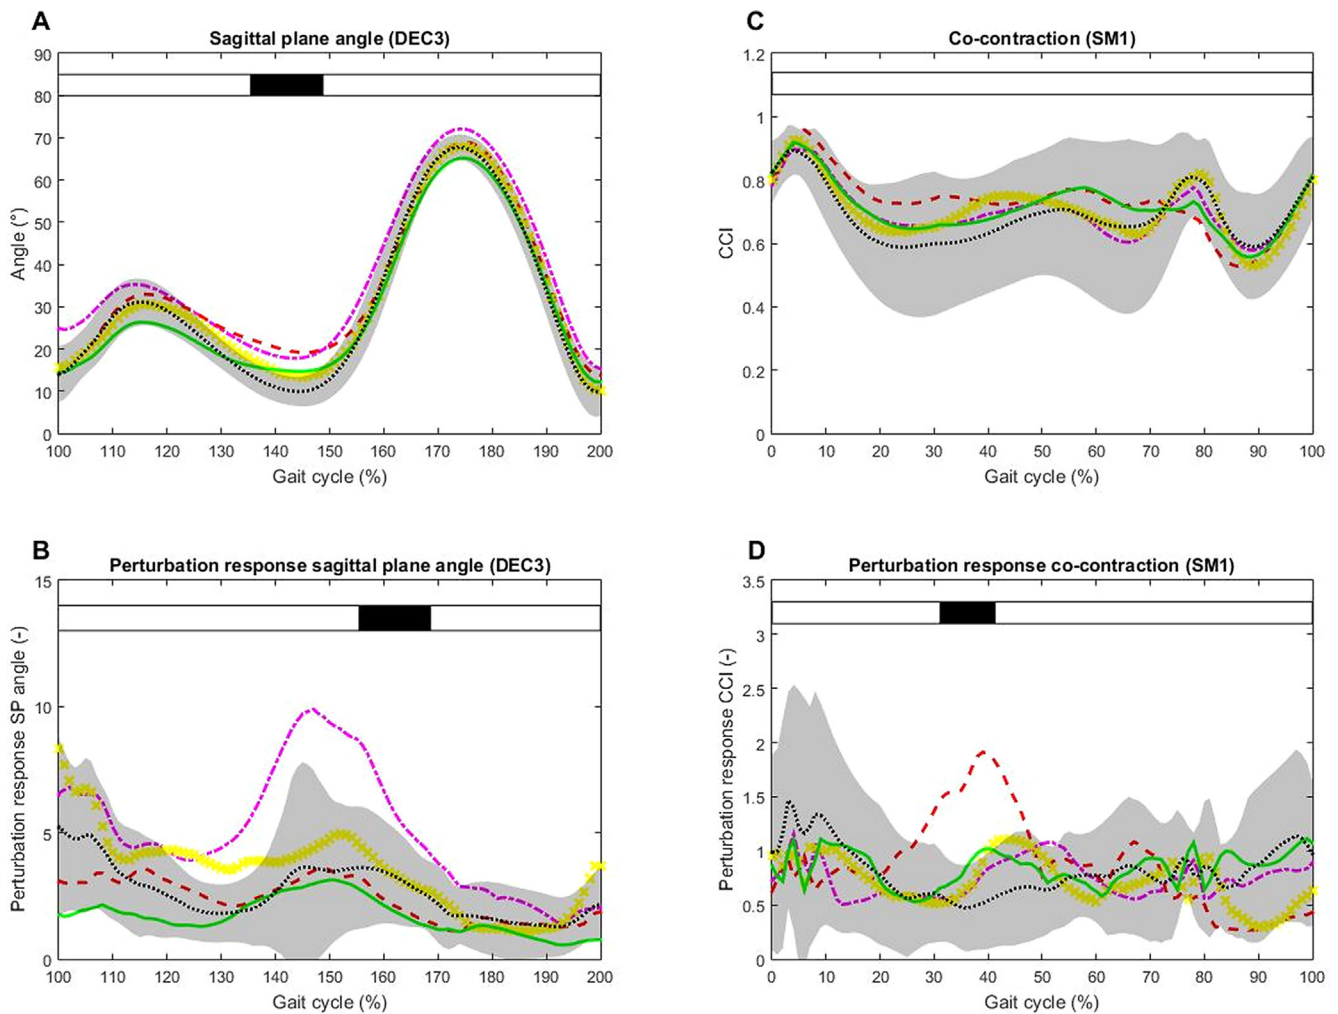 A
Sagittal plane angle (DEC3)
90
80
70
60
50
40
30
20
10
0
Angle (°)
100 110 120 130 140 150 160 170 180 190 200
Gait cycle (%)
C
Co-contraction (SM1)
1.2
1
0.8
0.6
0.4
0.2
0
CCI
0 10 20 30 40 50 60 70 80 90 100
Gait cycle (%)
B
Perturbation response sagittal plane angle (DEC3)
15
10
5
0
Perturbation response SP angle (-)
100 110 120 130 140 150 160 170 180 190 200
Gait cycle (%)
D
Perturbation response co-contraction (SM1)
3.5
3
2.5
2
1.5
1
0.5
0
Perturbation response CCI (-)
0 10 20 30 40 50 60 70 80 90 100
Gait cycle (%)